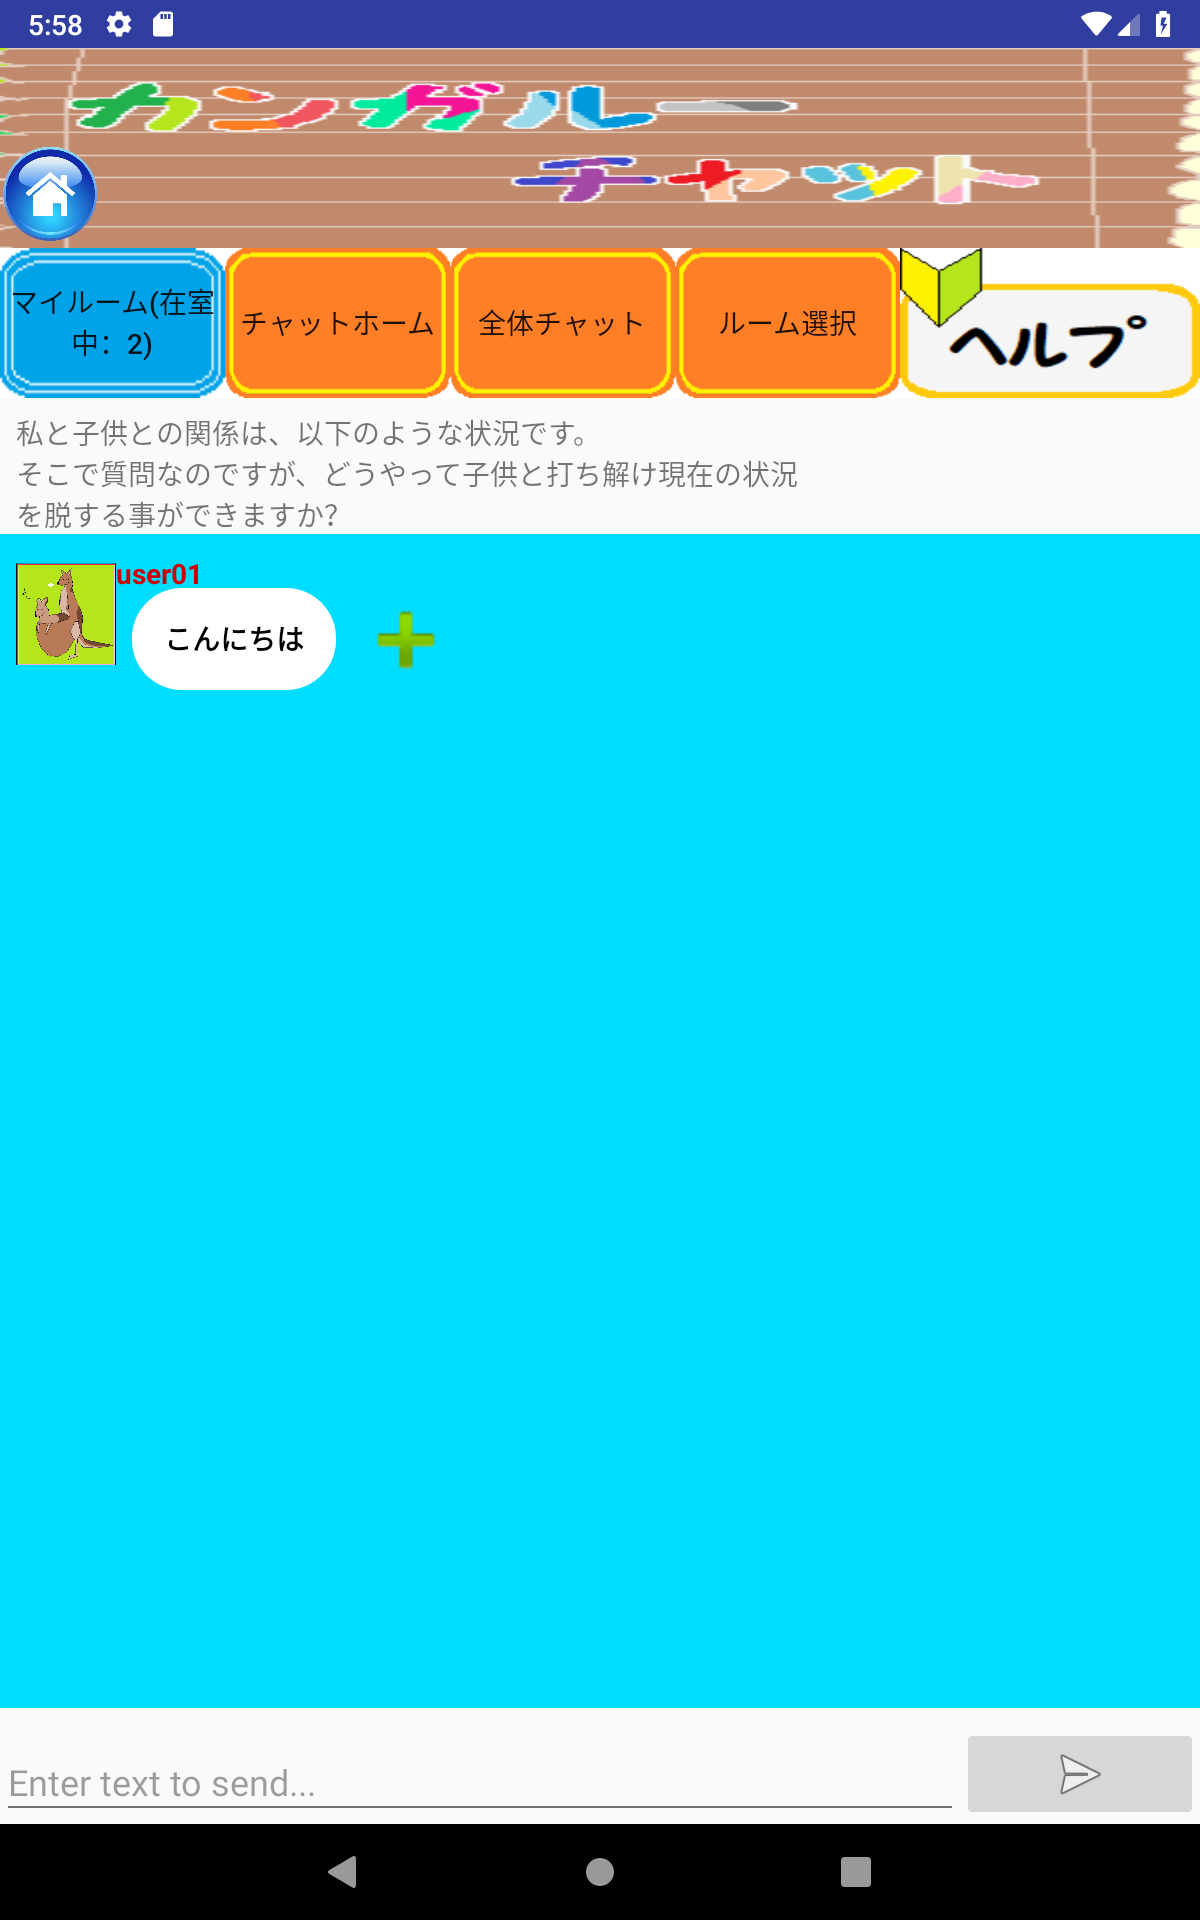 5:58
カンガルー
チャット
マイルーム(在室
中：2)
チャットホーム
全体チャット
ルーム選択
ヘルプ
私と子供との関係は、以下のような状況です。
そこで質問なのですが、どうやって子供と打ち解け現在の状況
を脱する事ができますか？
user01
こんにちは
Enter text to send...